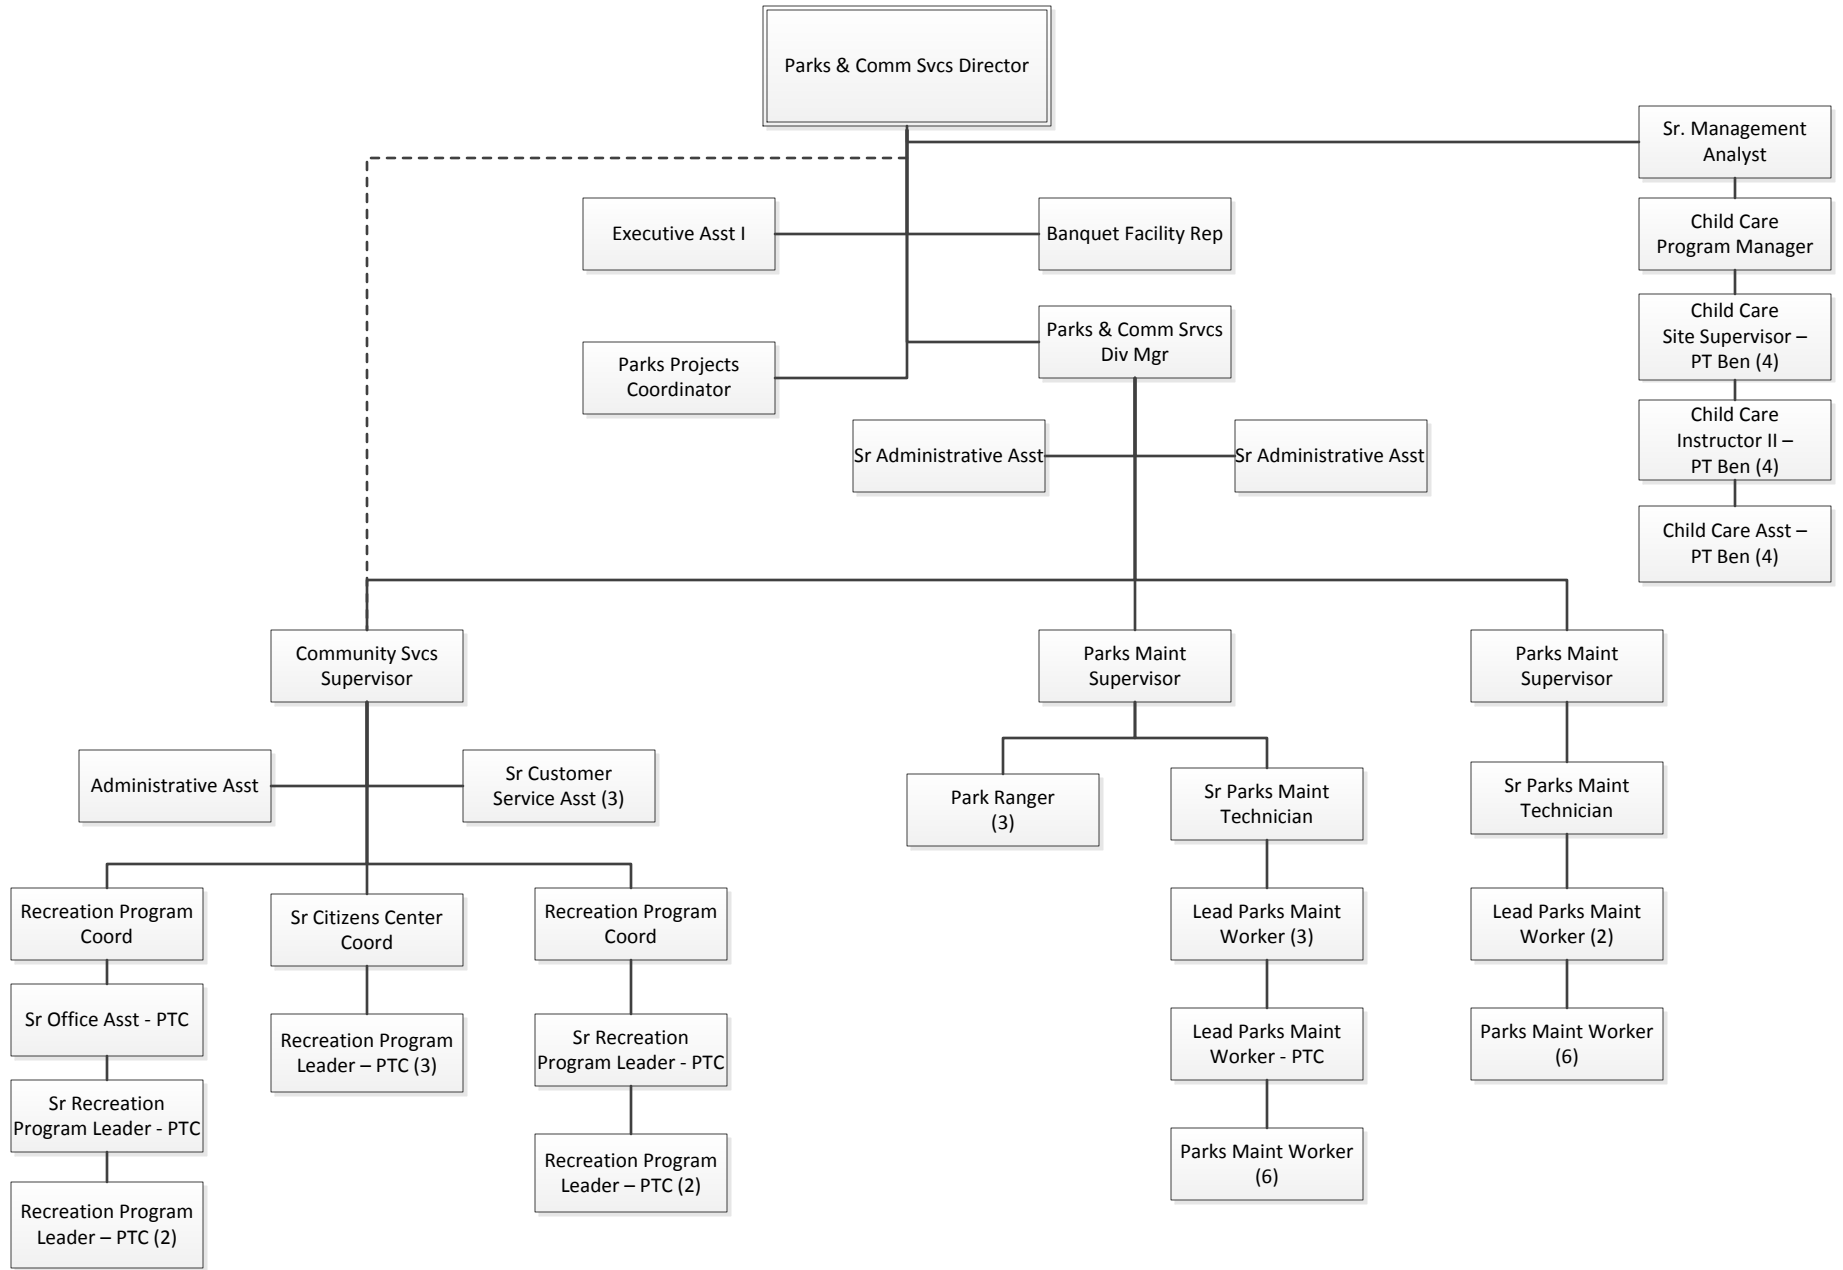 Parks & Comm Svcs Director
Sr. Management
Analyst
Executive Asst I
Banquet Facility Rep
Child Care
Program Manager
Parks Projects
Coordinator
Parks & Comm Srvcs
Div Mgr
Child Care
Site Supervisor –
PT Ben (4)
Sr Administrative Asst
Sr Administrative Asst
Child Care
Instructor II –
PT Ben (4)
Child Care Asst –
PT Ben (4)
Community Svcs
Supervisor
Parks Maint
Supervisor
Parks Maint
Supervisor
Administrative Asst
Sr Customer
Service Asst (3)
Park Ranger
(3)
Sr Parks Maint
Technician
Sr Parks Maint
Technician
Recreation Program
Coord
Sr Citizens Center
Coord
Recreation Program
Coord
Lead Parks Maint
Worker (3)
Lead Parks Maint
Worker (2)
Sr Office Asst - PTC
Recreation Program
Leader – PTC (3)
Sr Recreation
Program Leader - PTC
Lead Parks Maint
Worker - PTC
Parks Maint Worker
(6)
Sr Recreation
Program Leader - PTC
Recreation Program
Leader – PTC (2)
Parks Maint Worker
(6)
Recreation Program
Leader – PTC (2)